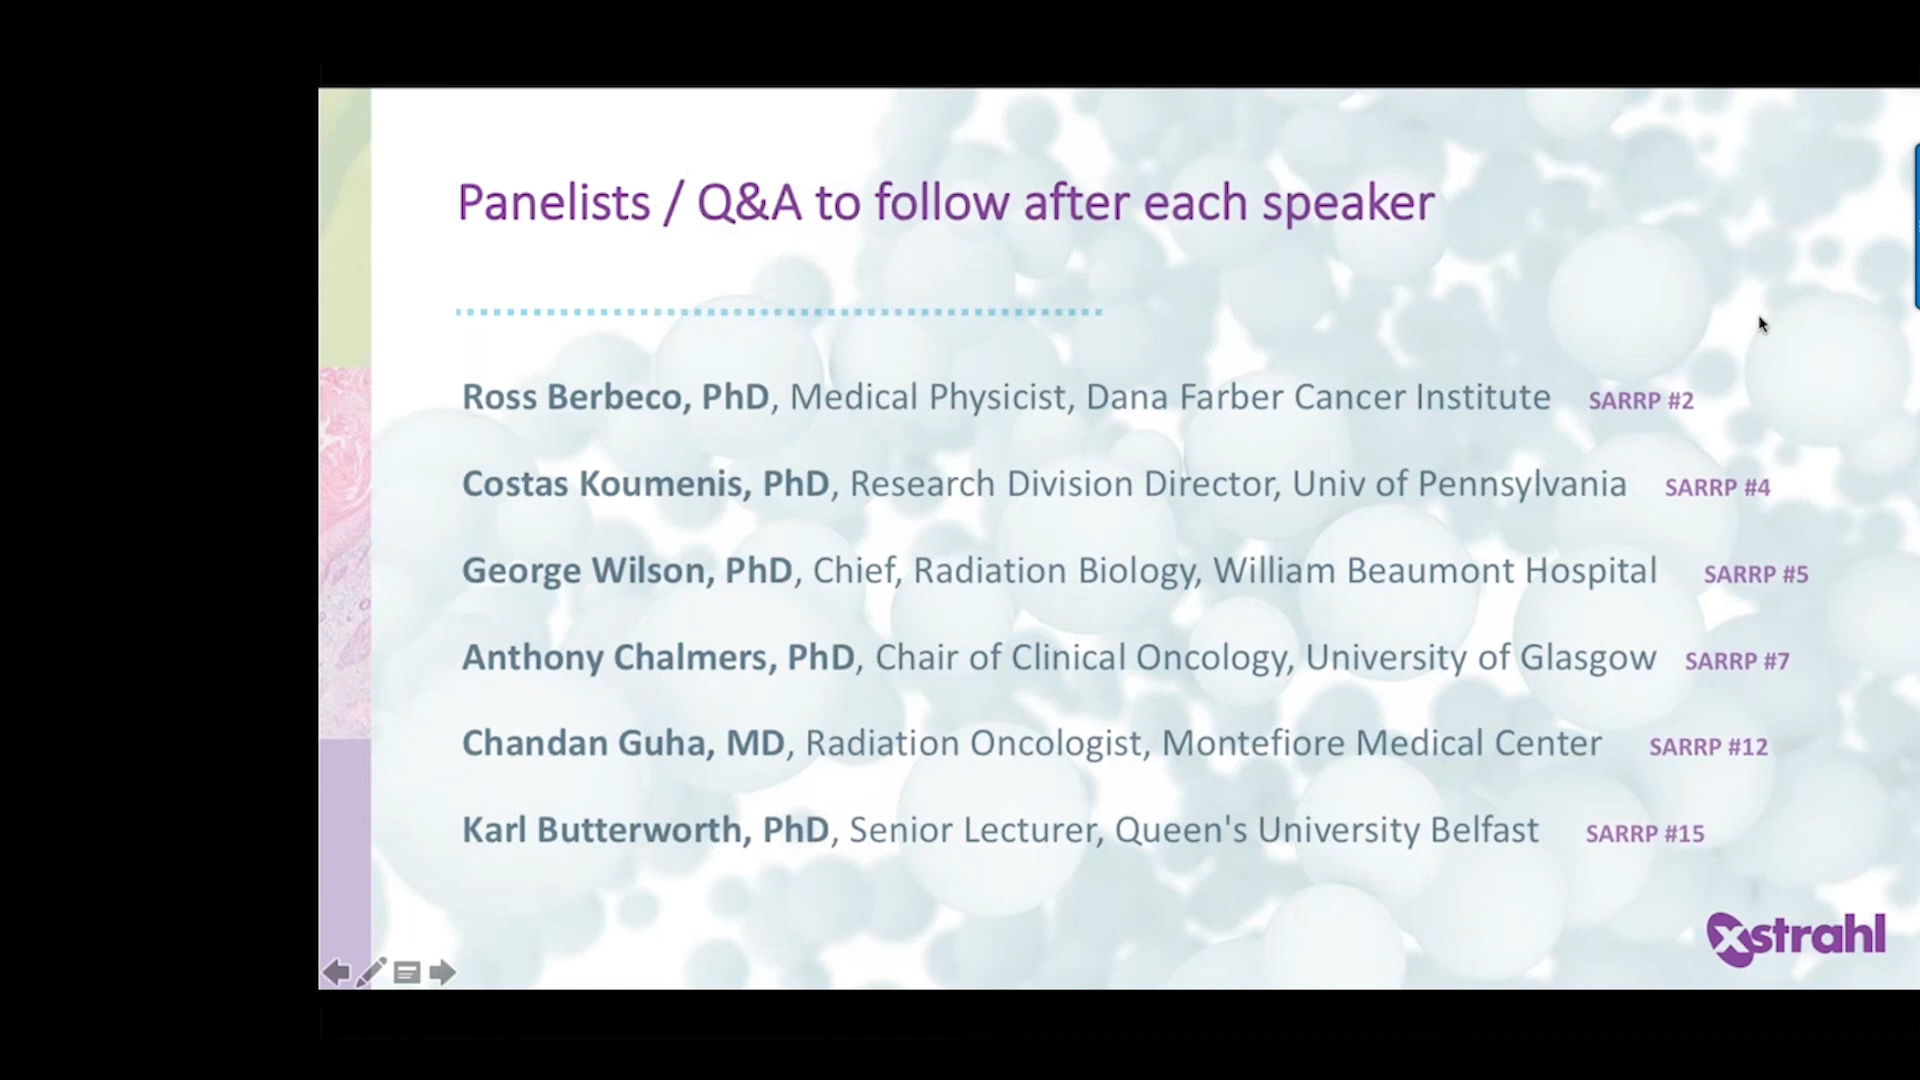 Panelists / Q&A to follow after each speaker
Ross Berbeco, PhD, Medical Physicist, Dana Farber Cancer Institute SARRP #2
Costas Koumenis, PhD, Research Division Director, Univ of Pennsylvania SARRP #4
George Wilson, PhD, Chief, Radiation Biology, William Beaumont Hospital SARRP #5
Anthony Chalmers, PhD, Chair of Clinical Oncology, University of Glasgow SARRP #7
Chandan Guha, MD, Radiation Oncologist, Montefiore Medical Center SARRP #12
Karl Butterworth, PhD, Senior Lecturer, Queen's University Belfast SARRP #15
xstrahl